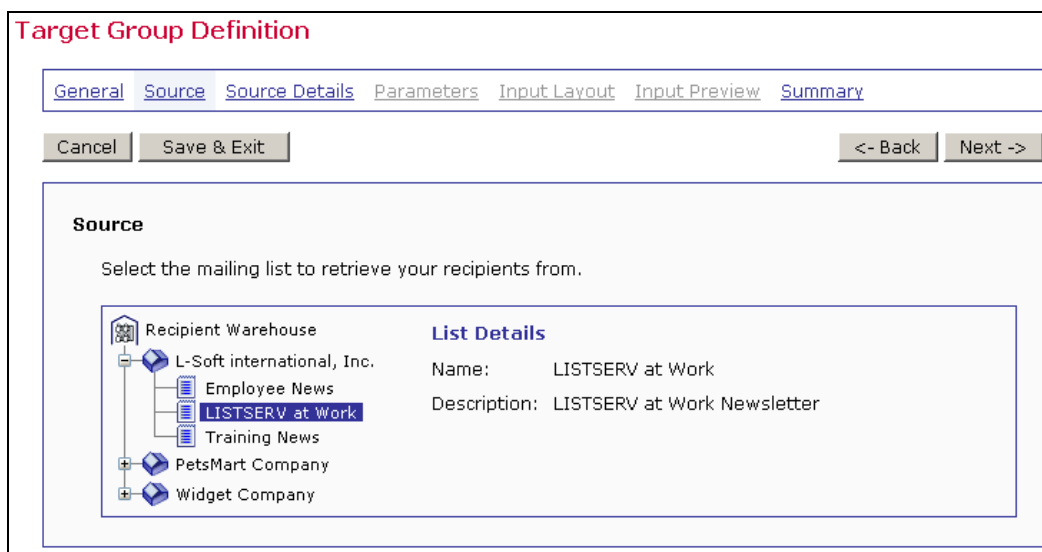 Target Group Definition
General Source Source Details Parameters Input Layout Input Preview Summary
Cancel Save & Exit <- Back Next ->
Source
Select the mailing list to retrieve your recipients from.
Recipient Warehouse
L-Soft international, Inc.
Employee News
LISTSERV at Work
Training News
PetsMart Company
Widget Company
List Details
Name: LISTSERV at Work
Description: LISTSERV at Work Newsletter